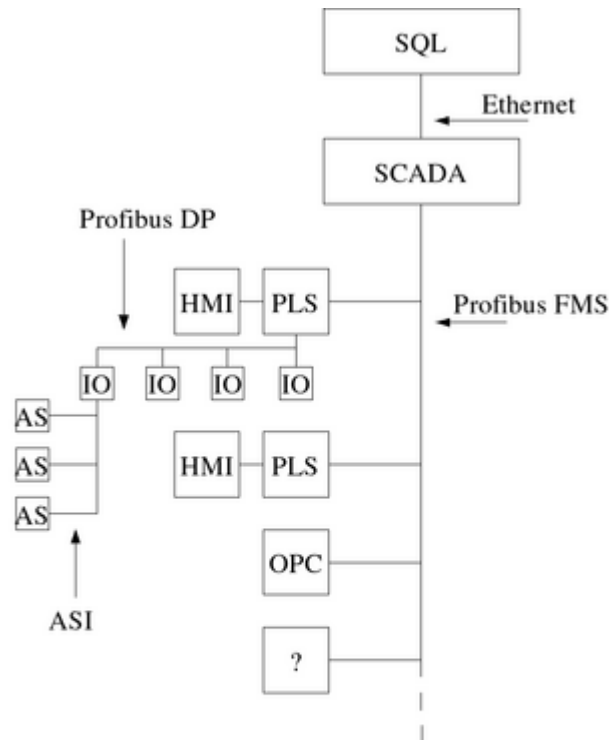 SQL
Ethernet
SCADA
Profibus DP
HMI
PLS
Profibus FMS
IO
IO
IO
IO
AS
AS
AS
HMI
PLS
OPC
ASI
?